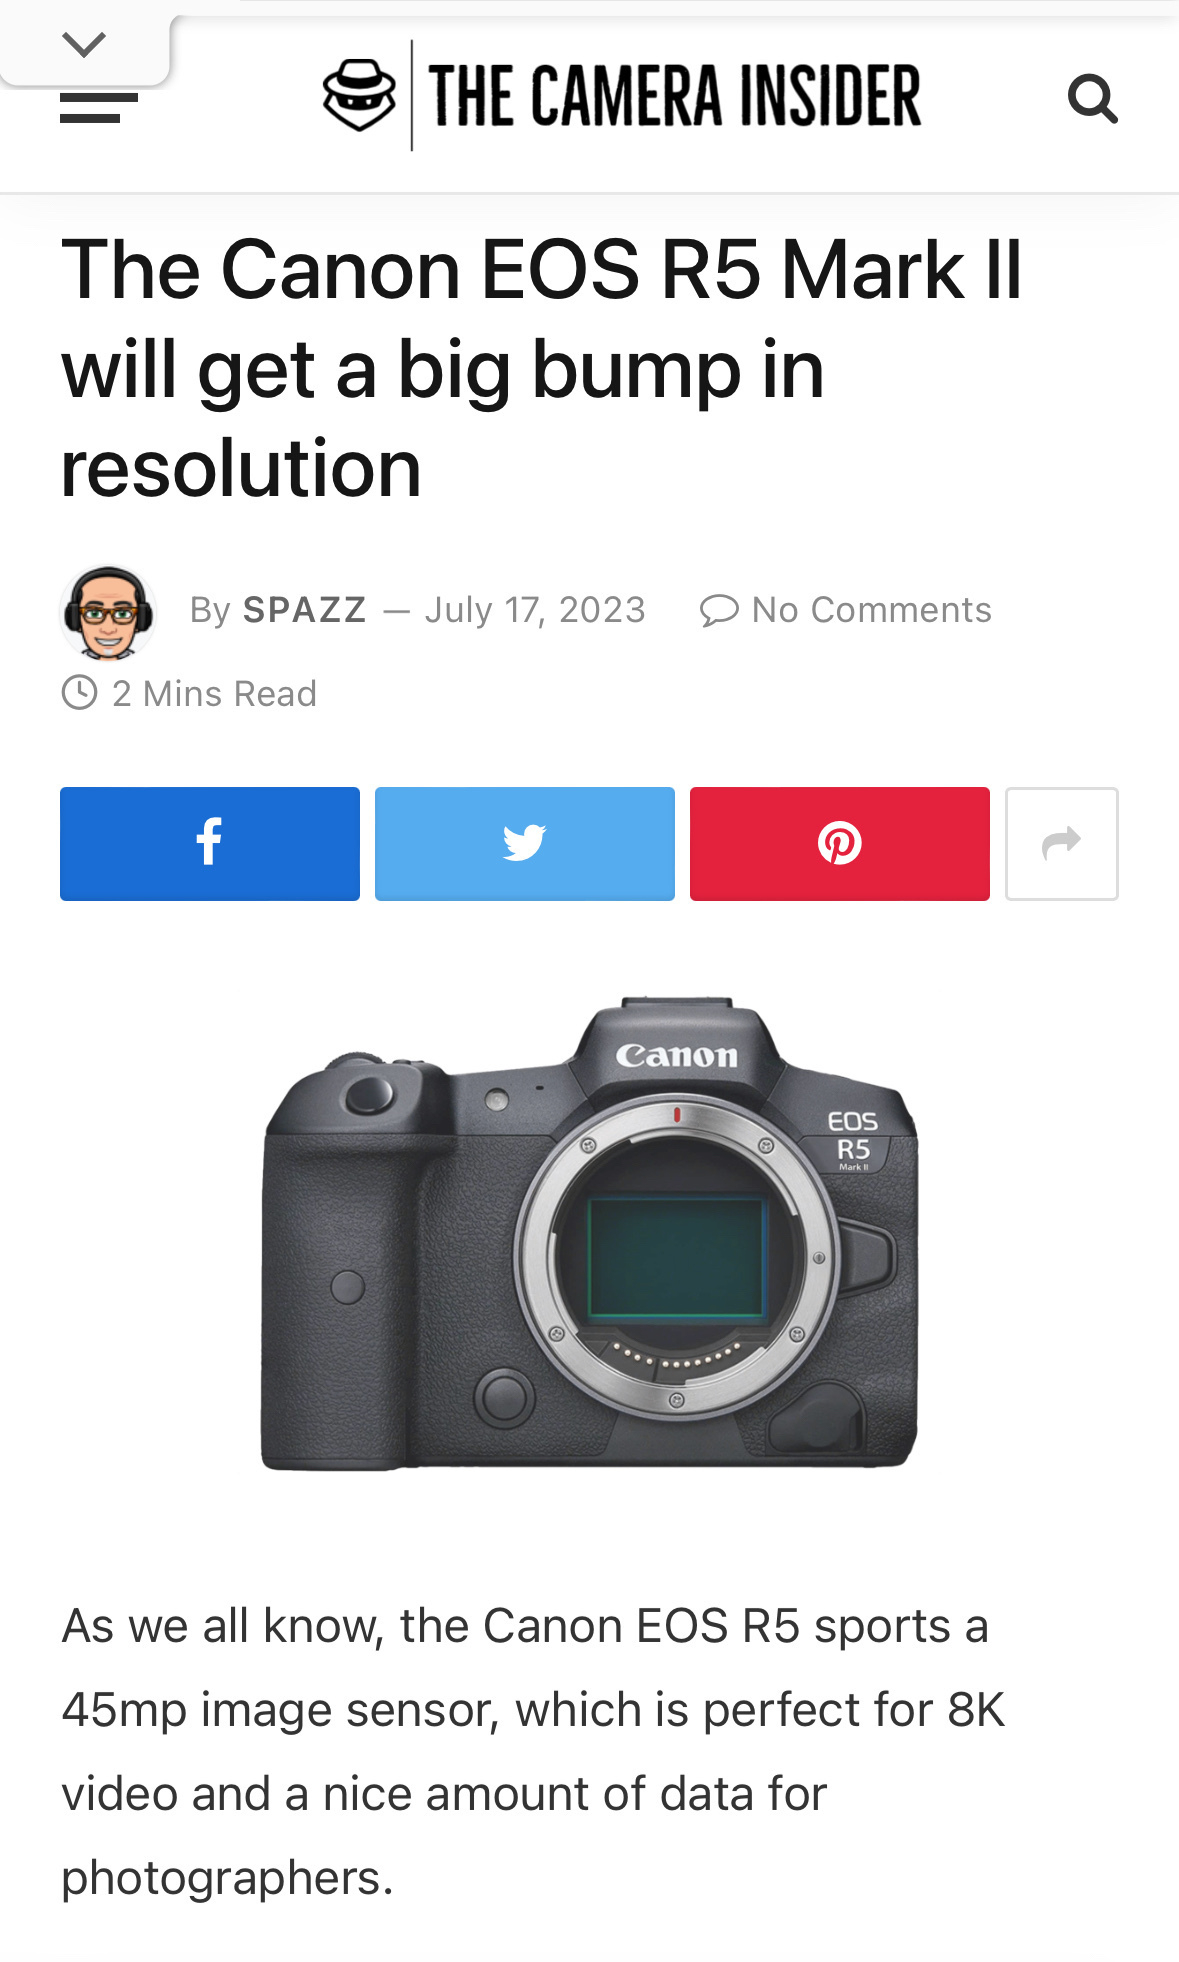 THE CAMERA INSIDER
The Canon EOS R5 Mark II
will get a big bump in
resolution
By SPAZZ — July 17, 2023 No Comments
2 Mins Read
Canon
EOS
R5
Mark II
As we all know, the Canon EOS R5 sports a
45mp image sensor, which is perfect for 8K
video and a nice amount of data for
photographers.